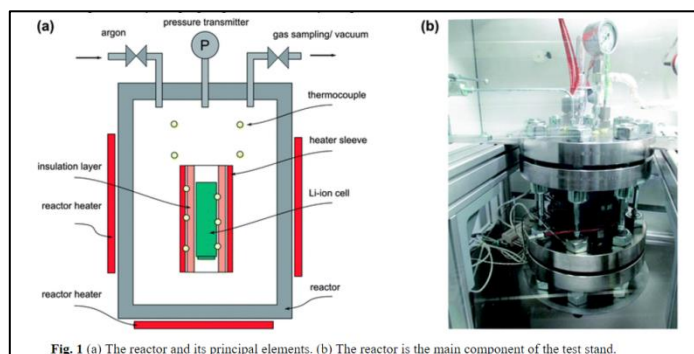 (a)
pressure transmitter
(b)
argon
P
gas sampling/ vacuum
thermocouple
heater sleeve
insulation layer
Li-ion cell
reactor heater
reactor heater
reactor
Fig. 1 (a) The reactor and its principal elements. (b) The reactor is the main component of the test stand.